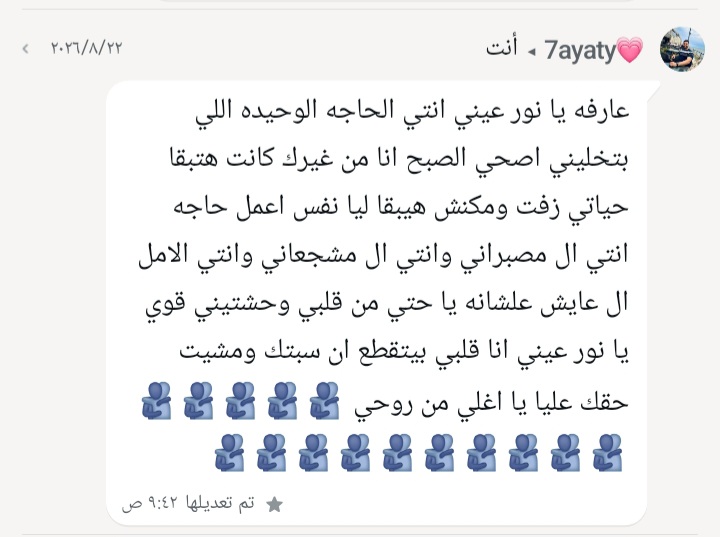 7ayaty💗 ◂ أنت
٢٠٢٦/٨/٢٢
عارفه يا نور عيني انتي الحاجه الوحيده اللي
بتخليني اصحي الصبح انا من غيرك كانت هتبقا
حياتي زفت ومكنش هيبقا ليا نفس اعمل حاجه
انتي ال مصبراني وانتي ال مشجعاني وانتي الامل
ال عايش علشانه يا حتي من قلبي وحشتيني قوي
يا نور عيني انا قلبي بيتقطع ان سبتك ومشيت
حقك عليا يا اغلي من روحي 🫂🫂🫂🫂🫂
🫂🫂🫂🫂🫂🫂🫂🫂🫂🫂
★ تم تعديلها ٩:٤٢ ص